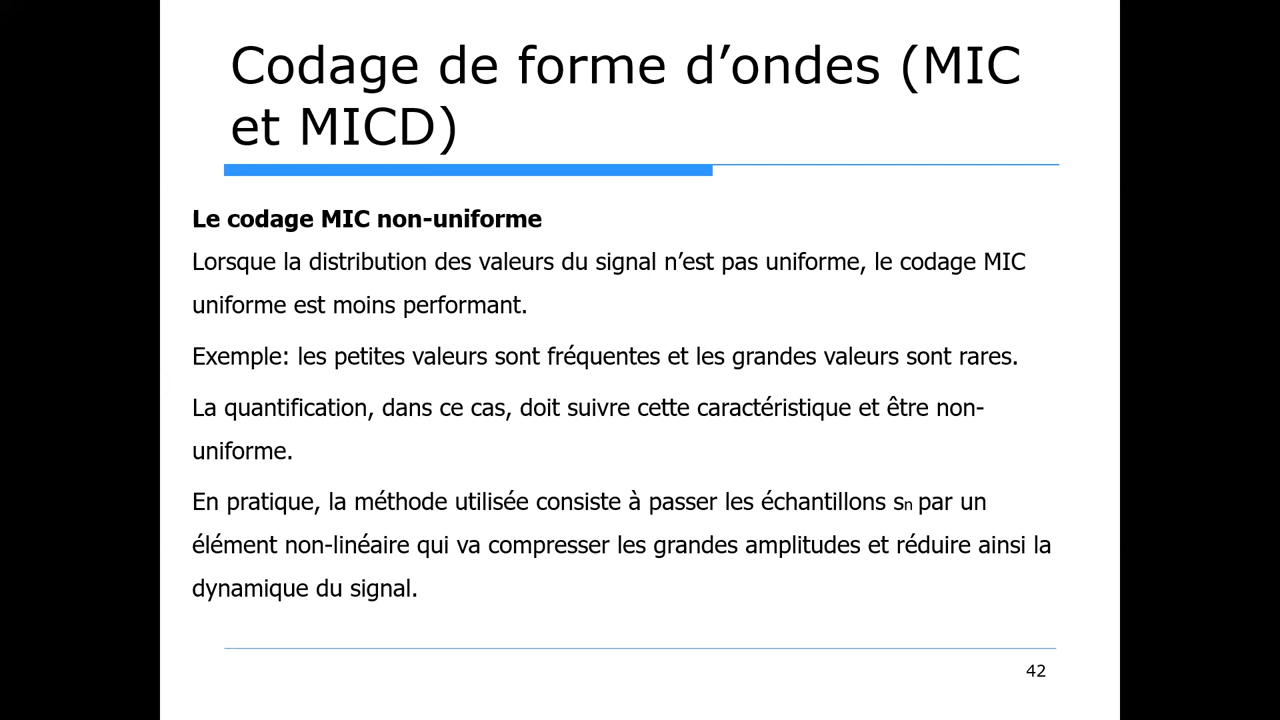 Codage de forme d’ondes (MIC
et MICD)
Le codage MIC non-uniforme
Lorsque la distribution des valeurs du signal n’est pas uniforme, le codage MIC
uniforme est moins performant.
Exemple: les petites valeurs sont fréquentes et les grandes valeurs sont rares.
La quantification, dans ce cas, doit suivre cette caractéristique et être non-
uniforme.
En pratique, la méthode utilisée consiste à passer les échantillons sn par un
élément non-linéaire qui va compresser les grandes amplitudes et réduire ainsi la
dynamique du signal.
42